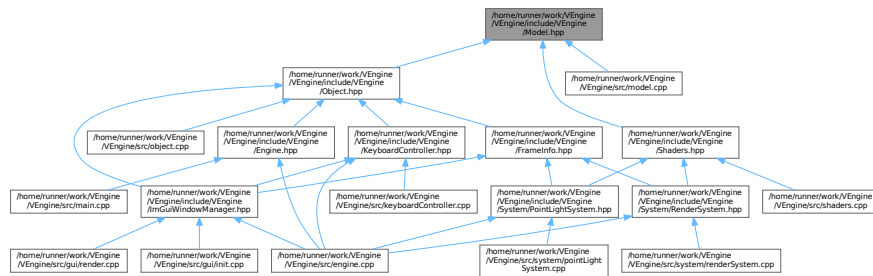 /home/runner/work/VEngine
/VEngine/include/VEngine
/Model.hpp
/home/runner/work/VEngine
/VEngine/include/VEngine
/Object.hpp
/home/runner/work/VEngine
/VEngine/src/model.cpp
/home/runner/work/VEngine
/VEngine/src/object.cpp
/home/runner/work/VEngine
/VEngine/include/VEngine
/Engine.hpp
/home/runner/work/VEngine
/VEngine/include/VEngine
/KeyboardController.hpp
/home/runner/work/VEngine
/VEngine/include/VEngine
/FrameInfo.hpp
/home/runner/work/VEngine
/VEngine/include/VEngine
/Shaders.hpp
/home/runner/work/VEngine
/VEngine/src/main.cpp
/home/runner/work/VEngine
/VEngine/include/VEngine
/ImGuiWindowManager.hpp
/home/runner/work/VEngine
/VEngine/src/keyboardController.cpp
/home/runner/work/VEngine
/VEngine/include/VEngine
/System/PointLightSystem.hpp
/home/runner/work/VEngine
/VEngine/include/VEngine
/System/RenderSystem.hpp
/home/runner/work/VEngine
/VEngine/src/shaders.cpp
/home/runner/work/VEngine
/VEngine/src/gui/render.cpp
/home/runner/work/VEngine
/VEngine/src/gui/init.cpp
/home/runner/work/VEngine
/VEngine/src/engine.cpp
/home/runner/work/VEngine
/VEngine/src/system/pointLight
System.cpp
/home/runner/work/VEngine
/VEngine/src/system/renderSystem.cpp